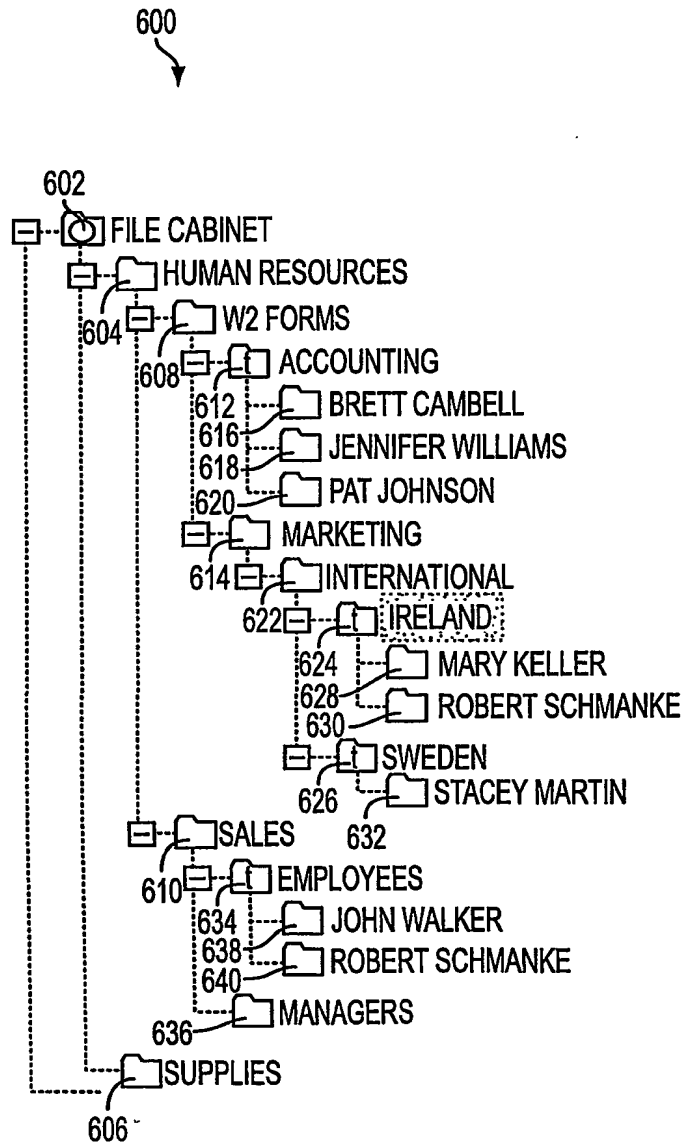 600
602
FILE CABINET
HUMAN RESOURCES
604
W2 FORMS
608
ACCOUNTING
612
BRETT CAMBELL
616
JENNIFER WILLIAMS
618
PAT JOHNSON
620
MARKETING
614
INTERNATIONAL
622
IRELAND
624
MARY KELLER
628
ROBERT SCHMANKE
630
SWEDEN
626
STACEY MARTIN
632
SALES
610
EMPLOYEES
634
JOHN WALKER
638
ROBERT SCHMANKE
640
MANAGERS
636
SUPPLIES
606